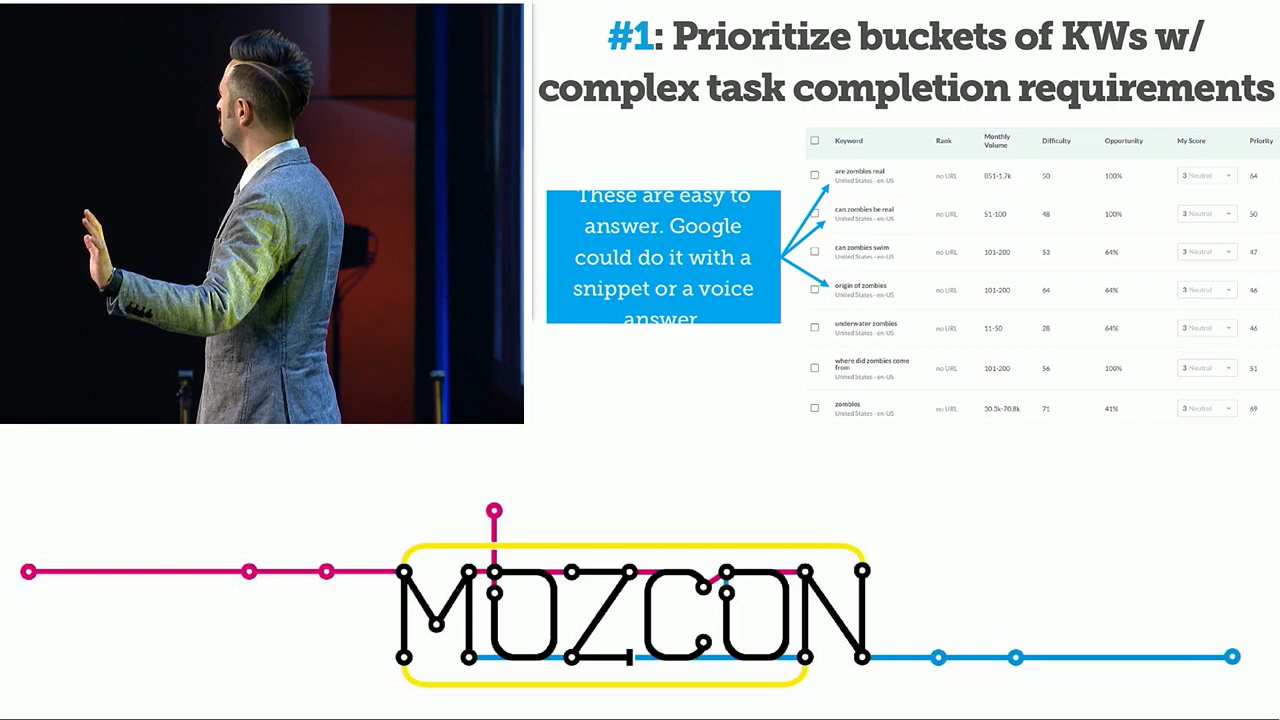 #1: Prioritize buckets of KWs w/
complex task completion requirements
These are easy to
answer. Google
could do it with a
snippet or a voice
answer
Keyword Rank Monthly Volume Difficulty Opportunity My Score Priority
are zombies real no URL 851-1.7k 50 100% 3 Neutral 64
United States - en-US
can zombies be real no URL 51-100 48 100% 3 Neutral 50
United States - en-US
can zombies swim no URL 101-200 53 64% 3 Neutral 47
United States - en-US
origin of zombies no URL 101-200 64 64% 3 Neutral 46
United States - en-US
underwater zombies no URL 11-50 28 64% 3 Neutral 46
United States - en-US
where did zombies come
from no URL 101-200 56 100% 3 Neutral 51
United States - en-US
zombies no URL 30.3k-70.8k 71 41% 3 Neutral 69
United States - en-US
MOZCON